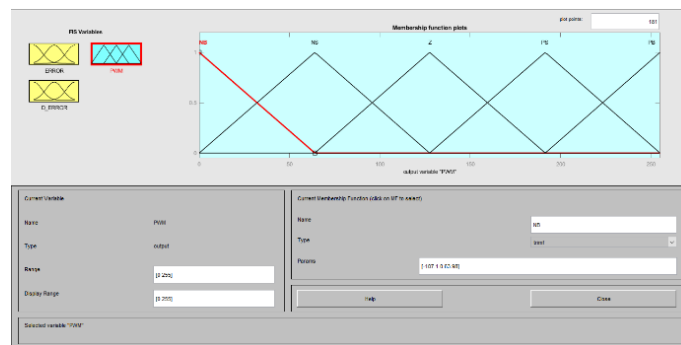 FIS Variables
Membership function plots
plot points:
181
ERROR
PWM
D_ERROR
NB
NS
Z
PS
PB
1
0.5
0
0
50
100
150
200
250
output variable "PWM"
Current Variable
Name
PWM
Type
output
Range
[0 255]
Display Range
[0 255]
Current Membership Function (click on MF to select)
Name
NB
Type
Params
Help
Close
Selected variable "PWM"